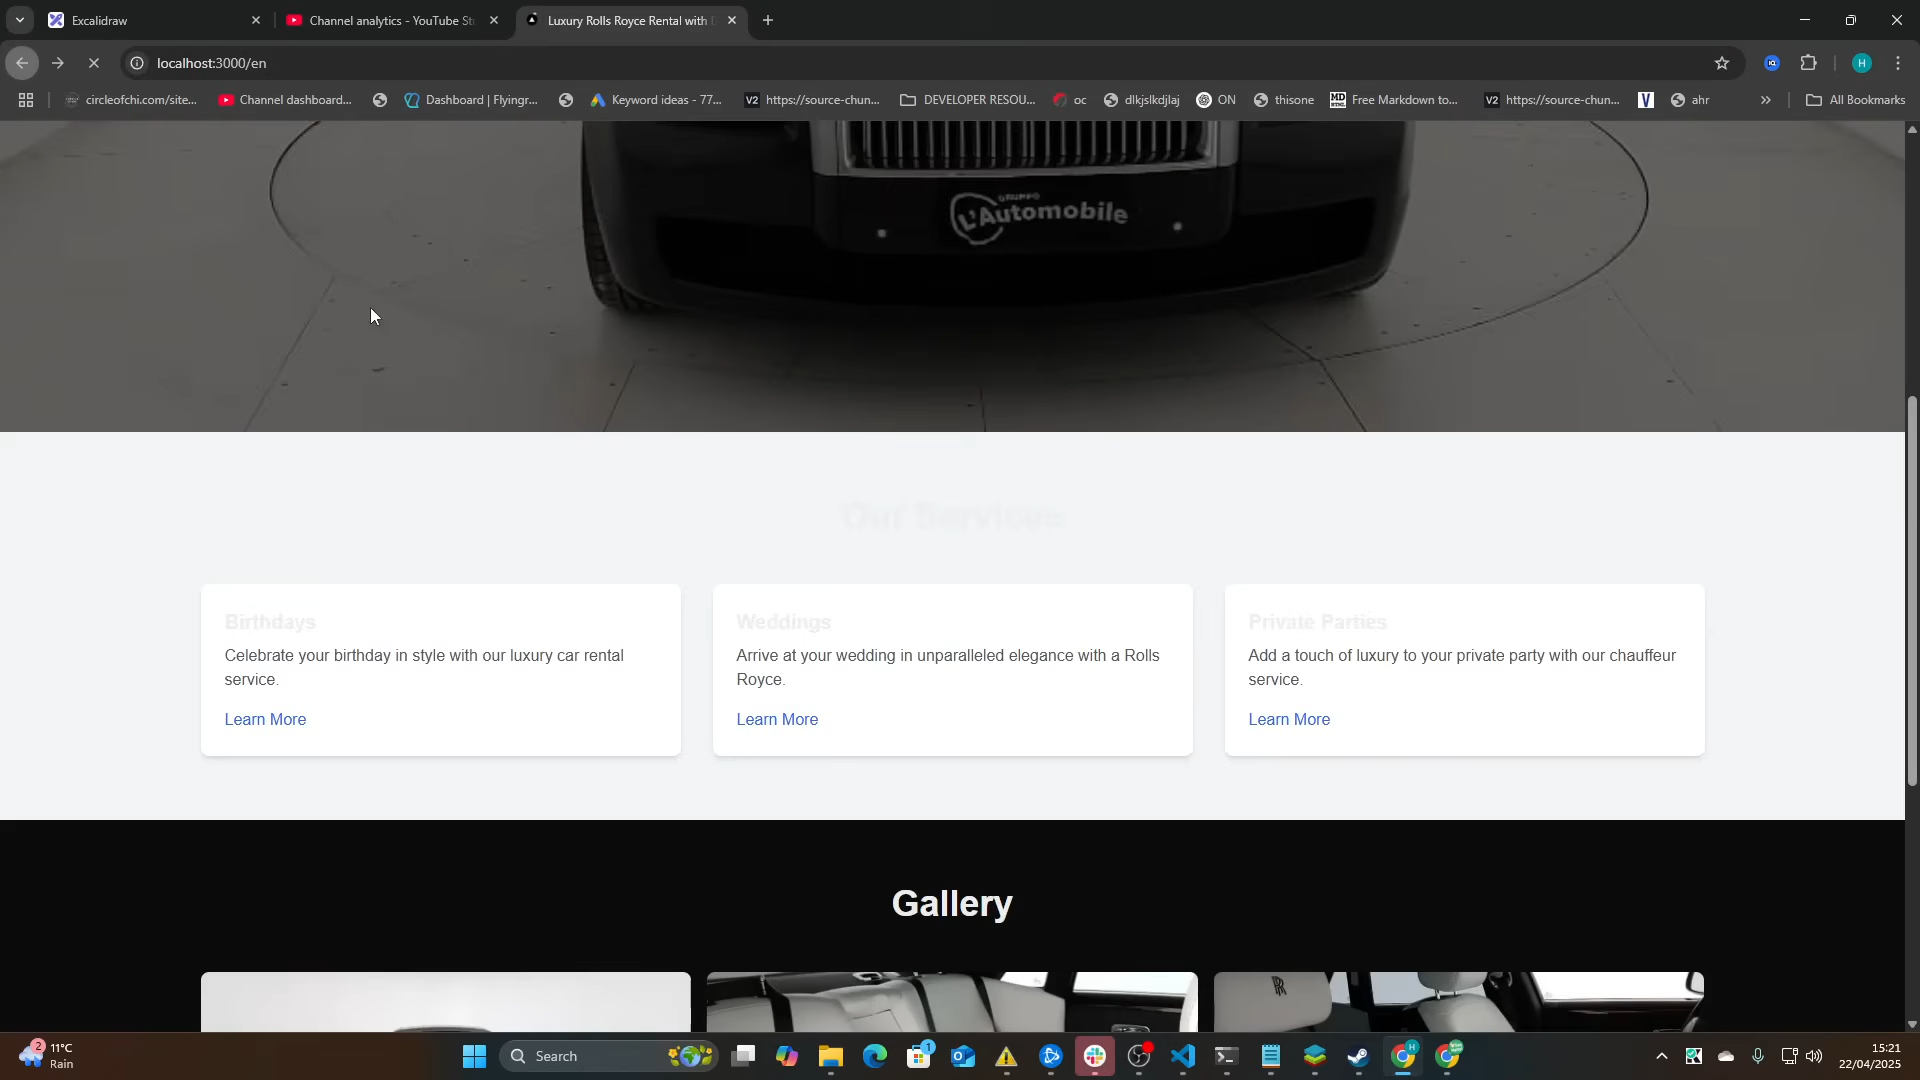 Excalidraw
Channel analytics - YouTube St
Luxury Rolls Royce Rental with
localhost:3000/en
H
circleofchi.com/site...
Channel dashboard...
Dashboard | Flyingr...
Keyword ideas - 77...
V2 https://source-chun...
DEVELOPER RESOU...
oc
dlkjslkdjlaj
ON
thisone
Free Markdown to...
V2 https://source-chun...
V
ahr
All Bookmarks
GRUPPO
L'Automobile
Our Services
Birthdays
Celebrate your birthday in style with our luxury car rental
service.
Learn More
Weddings
Arrive at your wedding in unparalleled elegance with a Rolls
Royce.
Learn More
Private Parties
Add a touch of luxury to your private party with our chauffeur
service.
Learn More
Gallery
2
11°C
Rain
Search
1
15:21
22/04/2025